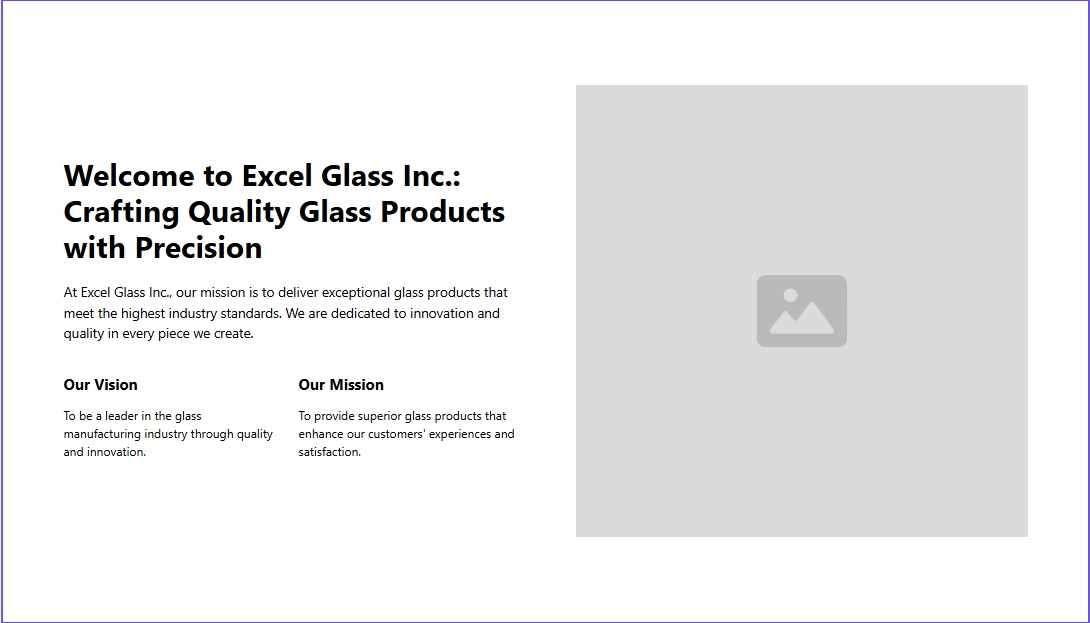 Welcome to Excel Glass Inc.:
Crafting Quality Glass Products
with Precision
At Excel Glass Inc., our mission is to deliver exceptional glass products that
meet the highest industry standards. We are dedicated to innovation and
quality in every piece we create.
Our Vision
To be a leader in the glass
manufacturing industry through quality
and innovation.
Our Mission
To provide superior glass products that
enhance our customers' experiences and
satisfaction.